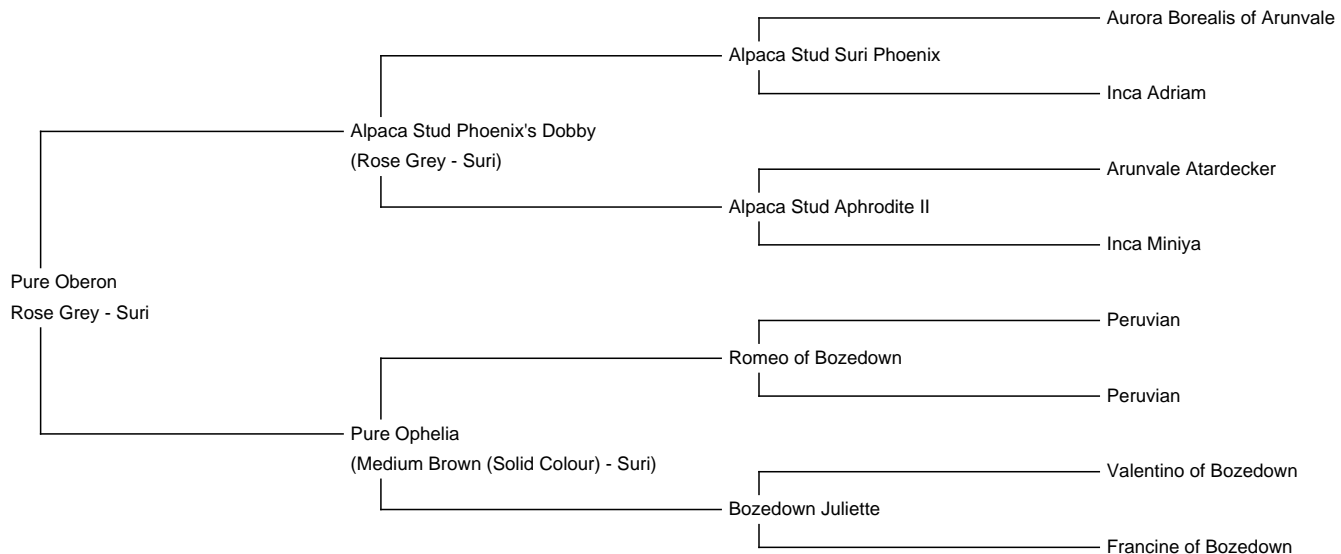 Aurora Borealis of Arunvale
Alpaca Stud Suri Phoenix
Inca Adriam
Alpaca Stud Phoenix's Dobby
(Rose Grey - Suri)
Arunvale Atardecker
Alpaca Stud Aphrodite II
Inca Miniya
Pure Oberon
Rose Grey - Suri
Peruvian
Romeo of Bozedown
Peruvian
Pure Ophelia
(Medium Brown (Solid Colour) - Suri)
Valentino of Bozedown
Bozedown Juliette
Francine of Bozedown